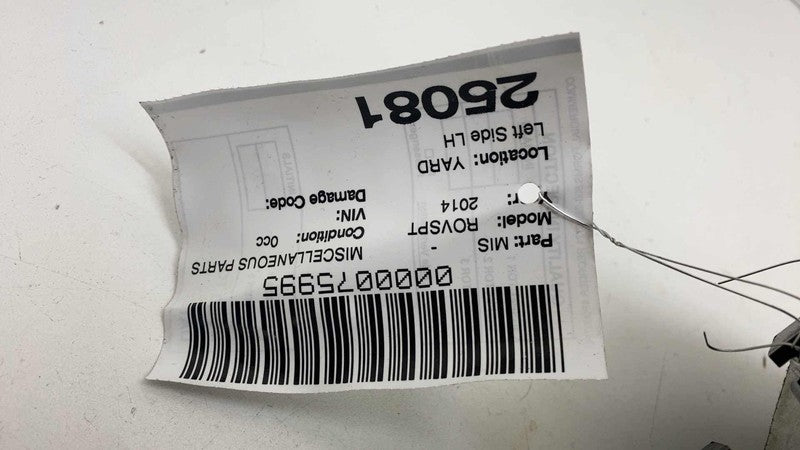 0000075995
Part: MIS - MISCELLANEOUS PARTS
Model: ROVSPT Condition: 0cc
Yr: 2014 VIN:
Damage Code:
Location: YARD
Left Side LH
25081